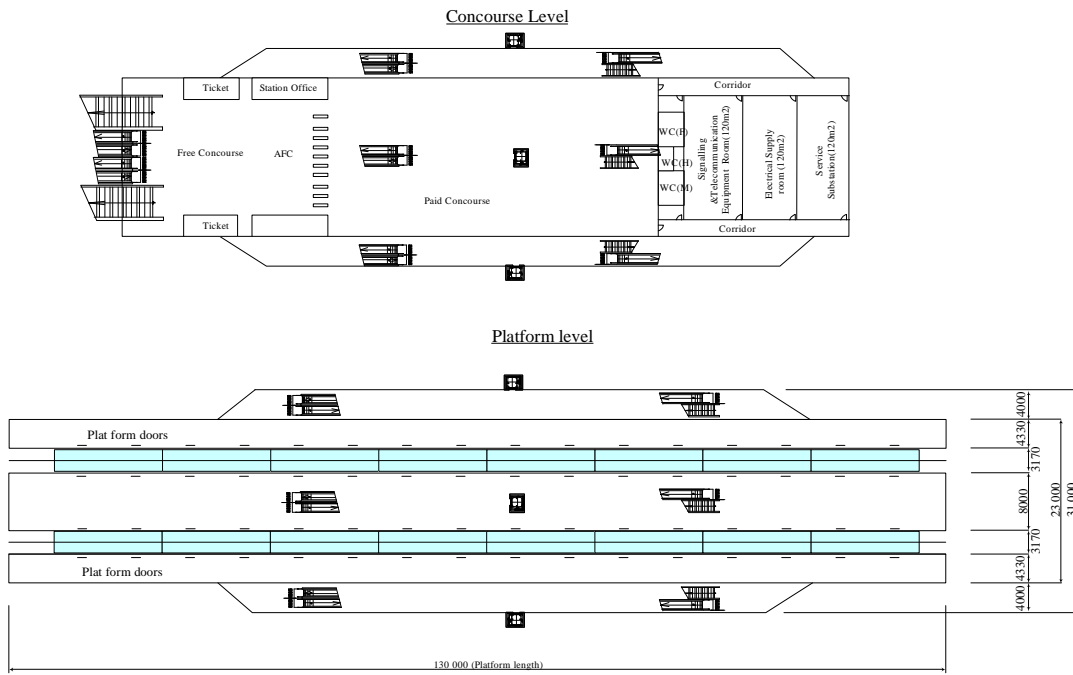 Concourse Level
Ticket
Station Office
Corridor
Free Concourse
AFC
Paid Concourse
WC(F)
WC(H)
WC(M)
Signalling
&Telecommunication
Equipment Room(120m2)
Electrical Supply
room (120m2)
Service
Substation(120m2)
Ticket
Corridor
Platform level
Plat form doors
Plat form doors
4000
4330
3170
8000
3170
4330
4000
23 000
31 000
130 000 (Platform length)